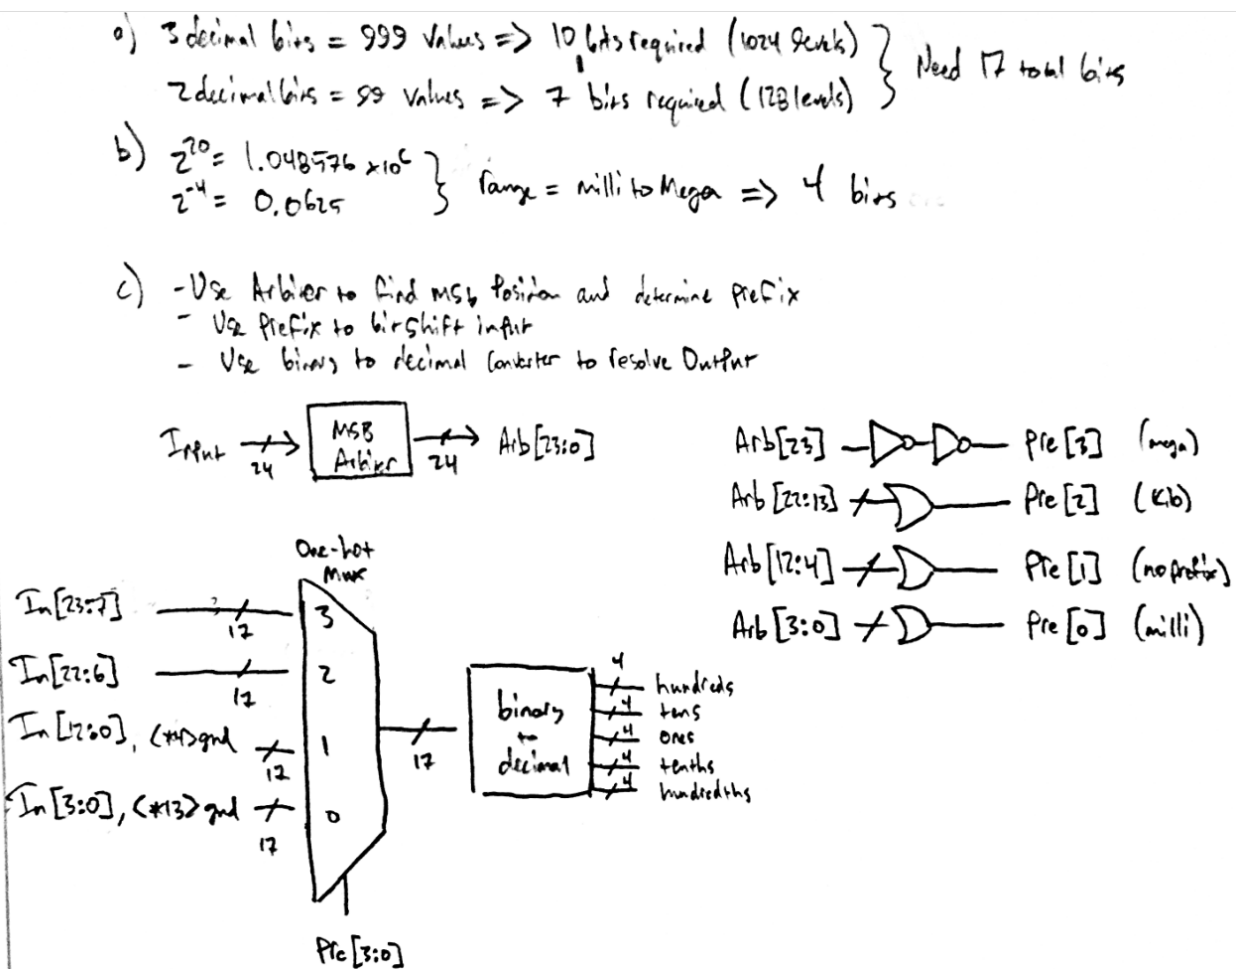 a) 3 decimal bits = 999 Values => 10 bits required (1024 levels) } Need 17 total bits
2 decimal bits = 99 values => 7 bits required (128 levels)
b) 2^20 = 1.048576 x10^6 } range = milli to Mega => 4 bits
2^-4 = 0.0625
c) - Use Arbiter to find MSb Position and determine prefix
- Use Prefix to bitshift input
- Use binary to decimal converter to resolve Output
Input 24 MSB Arbiter 24 Arb[23:0]
Arb[23] Pre[3] (mega)
Arb[22:13] Pre[2] (Kib)
Arb[12:4] Pre[1] (no prefix)
Arb[3:0] Pre[0] (milli)
One-hot
Mux
In[23:7] 17 3
In[22:6] 17 2
In[12:0], <*4>gnd 17 1
In[3:0], <*13>gnd 17 0
Pre[3:0]
17
binary
to
decimal
4 hundreds
4 tens
4 ones
4 tenths
4 hundredths